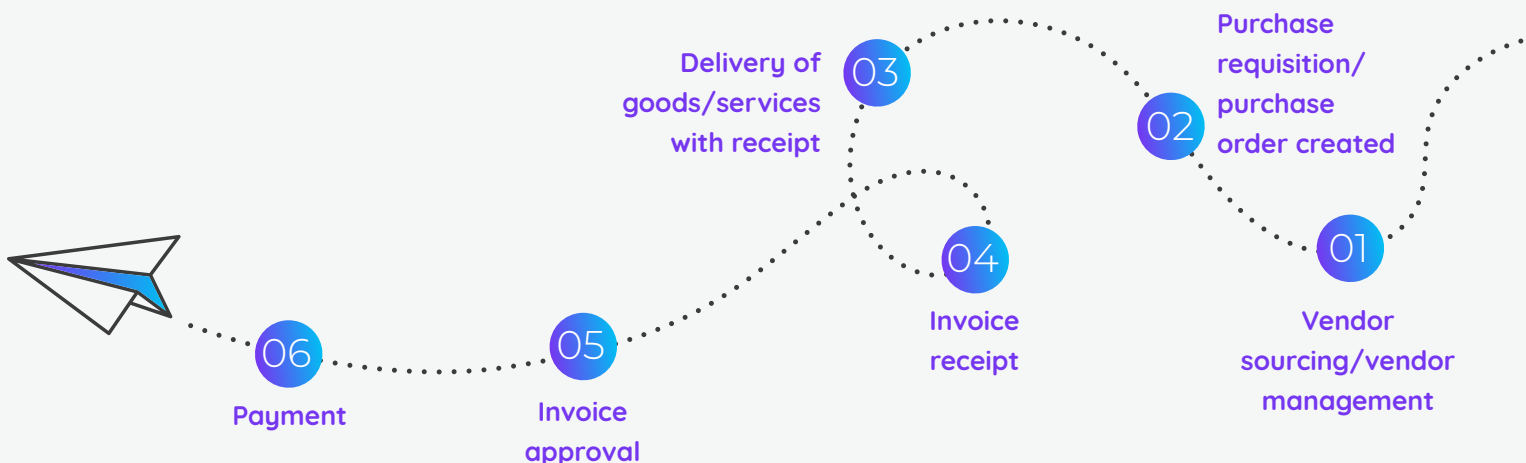 01
Vendor
sourcing/vendor
management
02
Purchase
requisition/
purchase
order created
03
Delivery of
goods/services
with receipt
04
Invoice
receipt
05
Invoice
approval
06
Payment